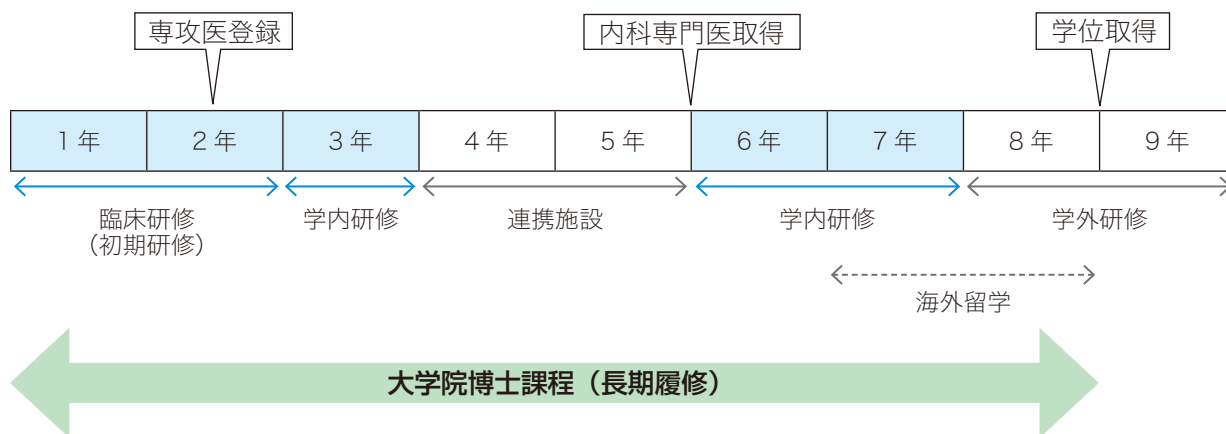 専攻医登録
内科専門医取得
学位取得
1 年
2 年
3 年
4 年
5 年
6 年
7 年
8 年
9 年
臨床研修
（初期研修）
学内研修
連携施設
学内研修
学外研修
海外留学
大学院博士課程（長期履修）